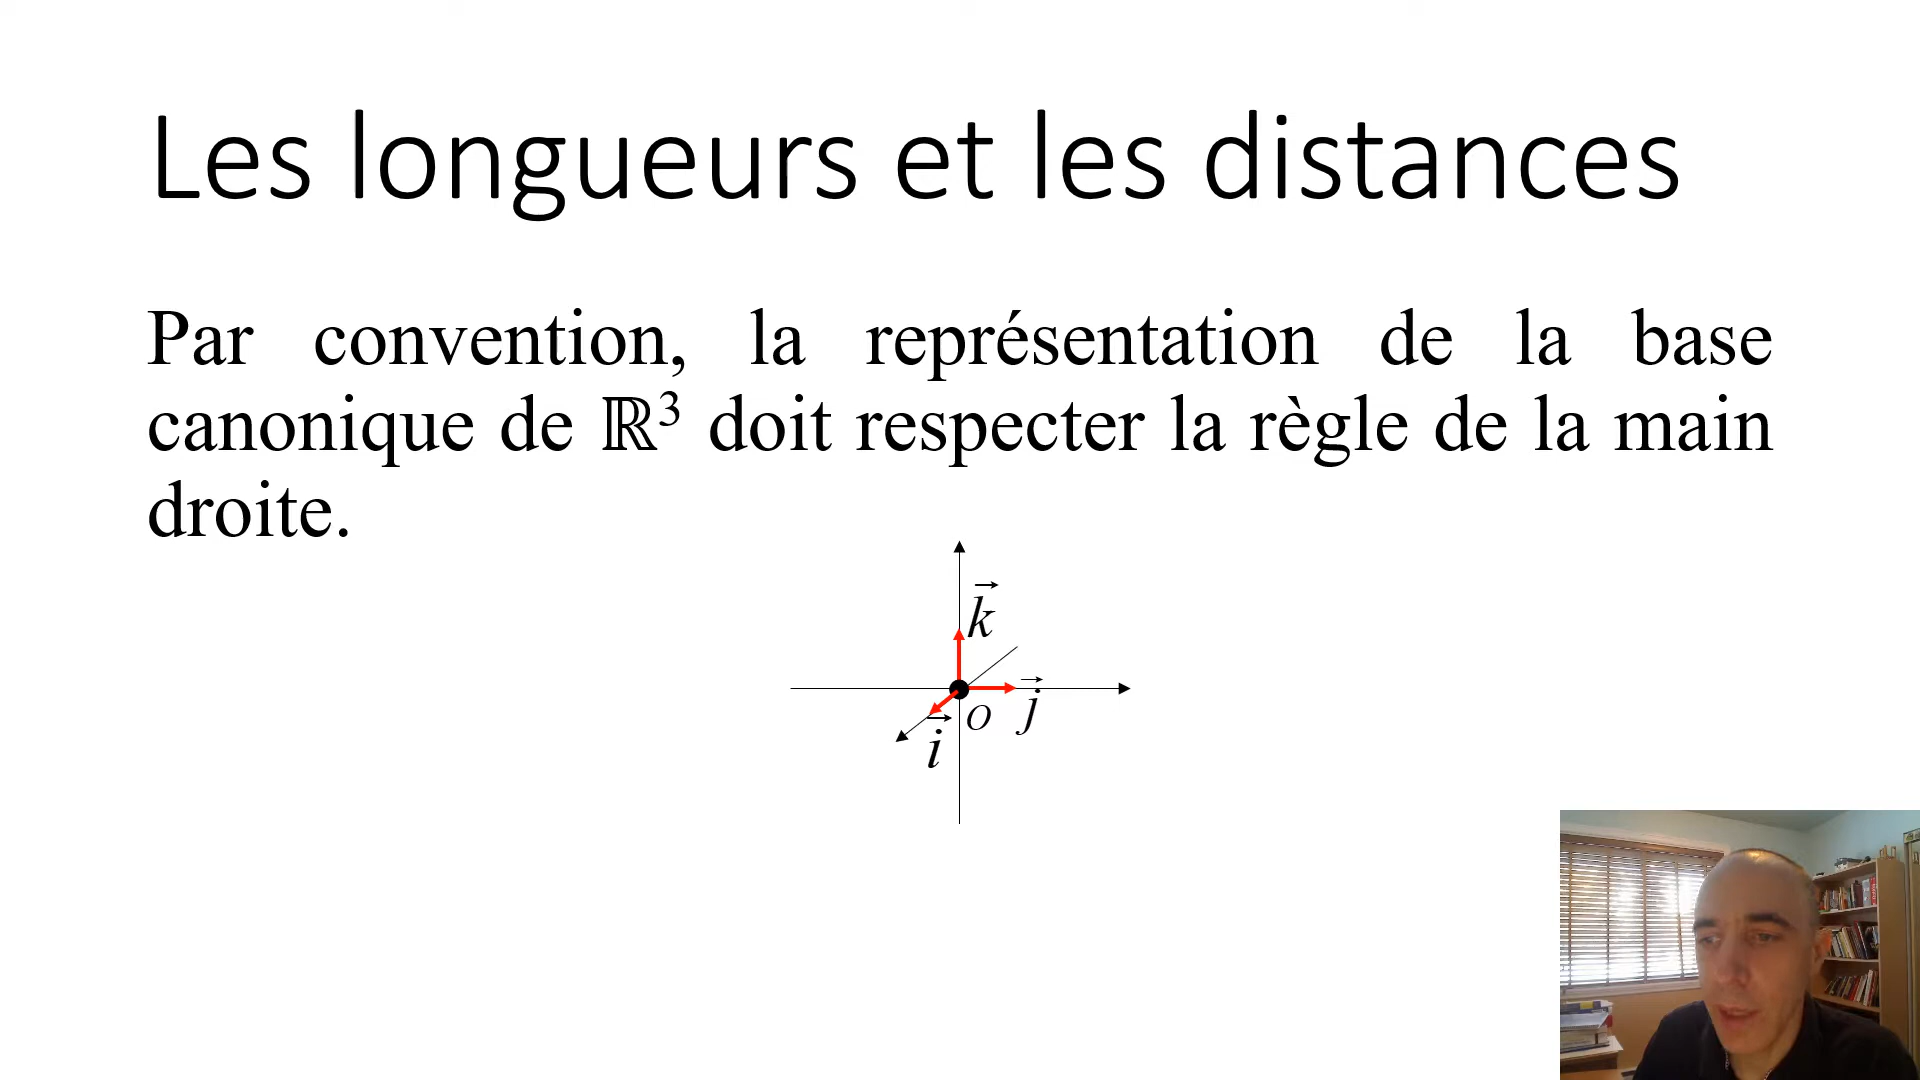 Les longueurs et les distances
Par convention, la représentation de la base
canonique de ℝ³ doit respecter la règle de la main
droite.
k⃗
j⃗
O
i⃗